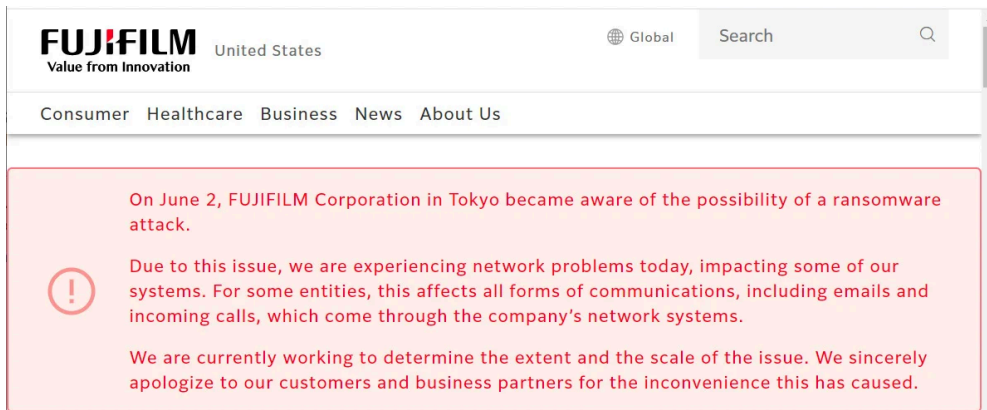 FUJIFILM
Value from Innovation
United States
Global
Search
Consumer Healthcare Business News About Us
On June 2, FUJIFILM Corporation in Tokyo became aware of the possibility of a ransomware
attack.
Due to this issue, we are experiencing network problems today, impacting some of our
systems. For some entities, this affects all forms of communications, including emails and
incoming calls, which come through the company’s network systems.
We are currently working to determine the extent and the scale of the issue. We sincerely
apologize to our customers and business partners for the inconvenience this has caused.